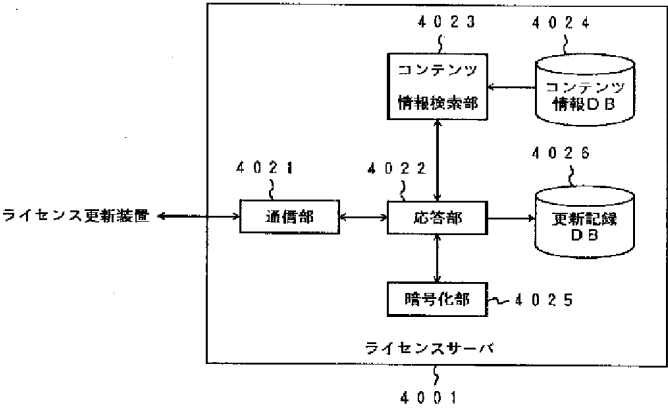 4023
4024
コンテンツ
情報検索部
コンテンツ
情報DB
4021
4022
4026
ライセンス更新装置
通信部
応答部
更新記録
DB
暗号化部
4025
ライセンスサーバ
4001